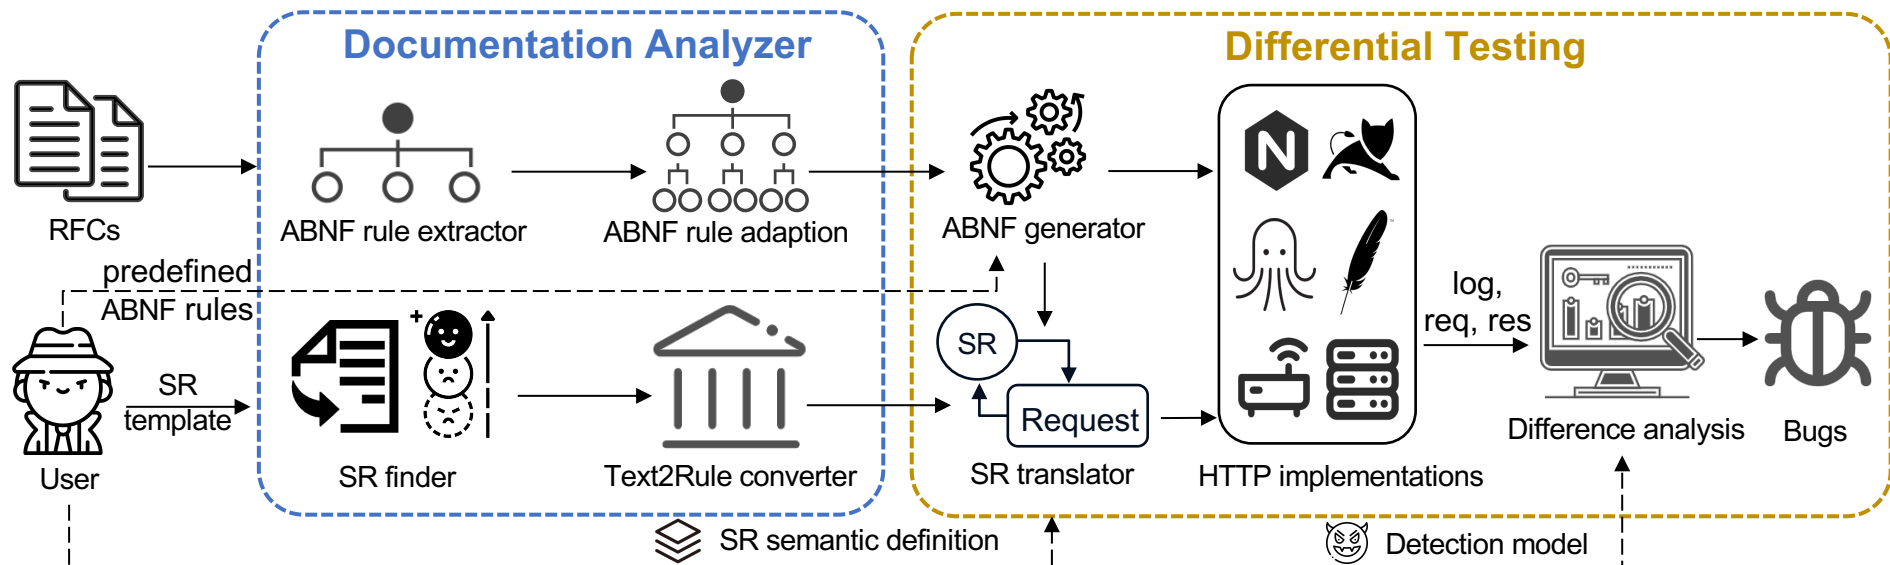 Documentation Analyzer
Differential Testing
RFCs
ABNF rule extractor
ABNF rule adaption
ABNF generator
predefined
ABNF rules
SR
template
User
SR finder
Text2Rule converter
SR
Request
SR translator
N
HTTP implementations
log,
req, res
Difference analysis
Bugs
SR semantic definition
Detection model